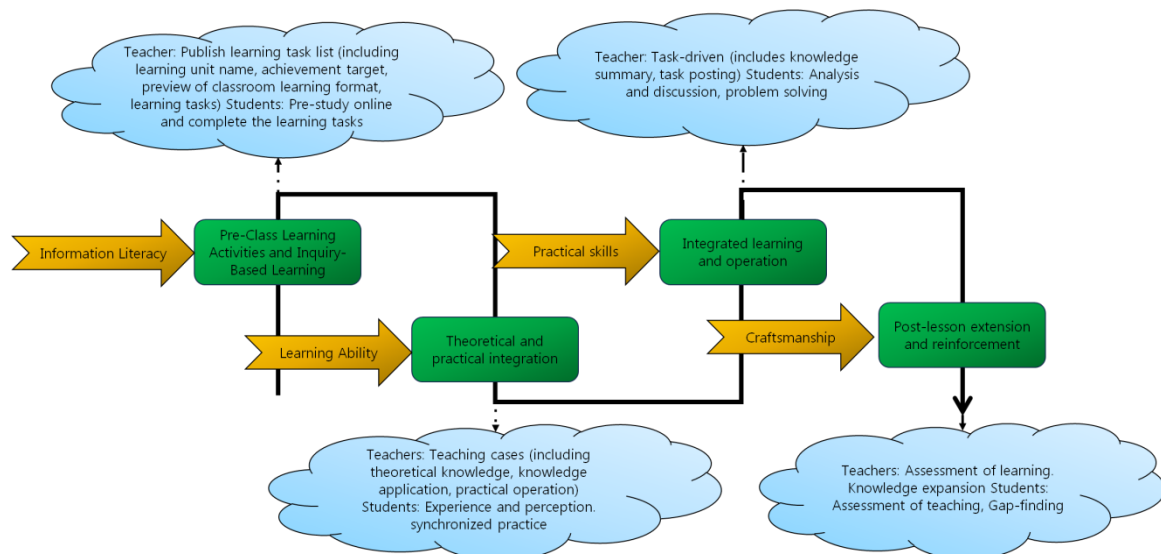 Teacher: Publish learning task list (including
learning unit name, achievement target,
preview of classroom learning format,
learning tasks) Students: Pre-study online
and complete the learning tasks
Teacher: Task-driven (includes knowledge
summary, task posting) Students: Analysis
and discussion, problem solving
Information Literacy
Pre-Class Learning
Activities and Inquiry-
Based Learning
Practical skills
Integrated learning
and operation
Learning Ability
Theoretical and
practical integration
Craftsmanship
Post-lesson extension
and reinforcement
Teachers: Teaching cases (including
theoretical knowledge, knowledge
application, practical operation)
Students: Experience and perception.
synchronized practice
Teachers: Assessment of learning.
Knowledge expansion Students:
Assessment of teaching, Gap-finding